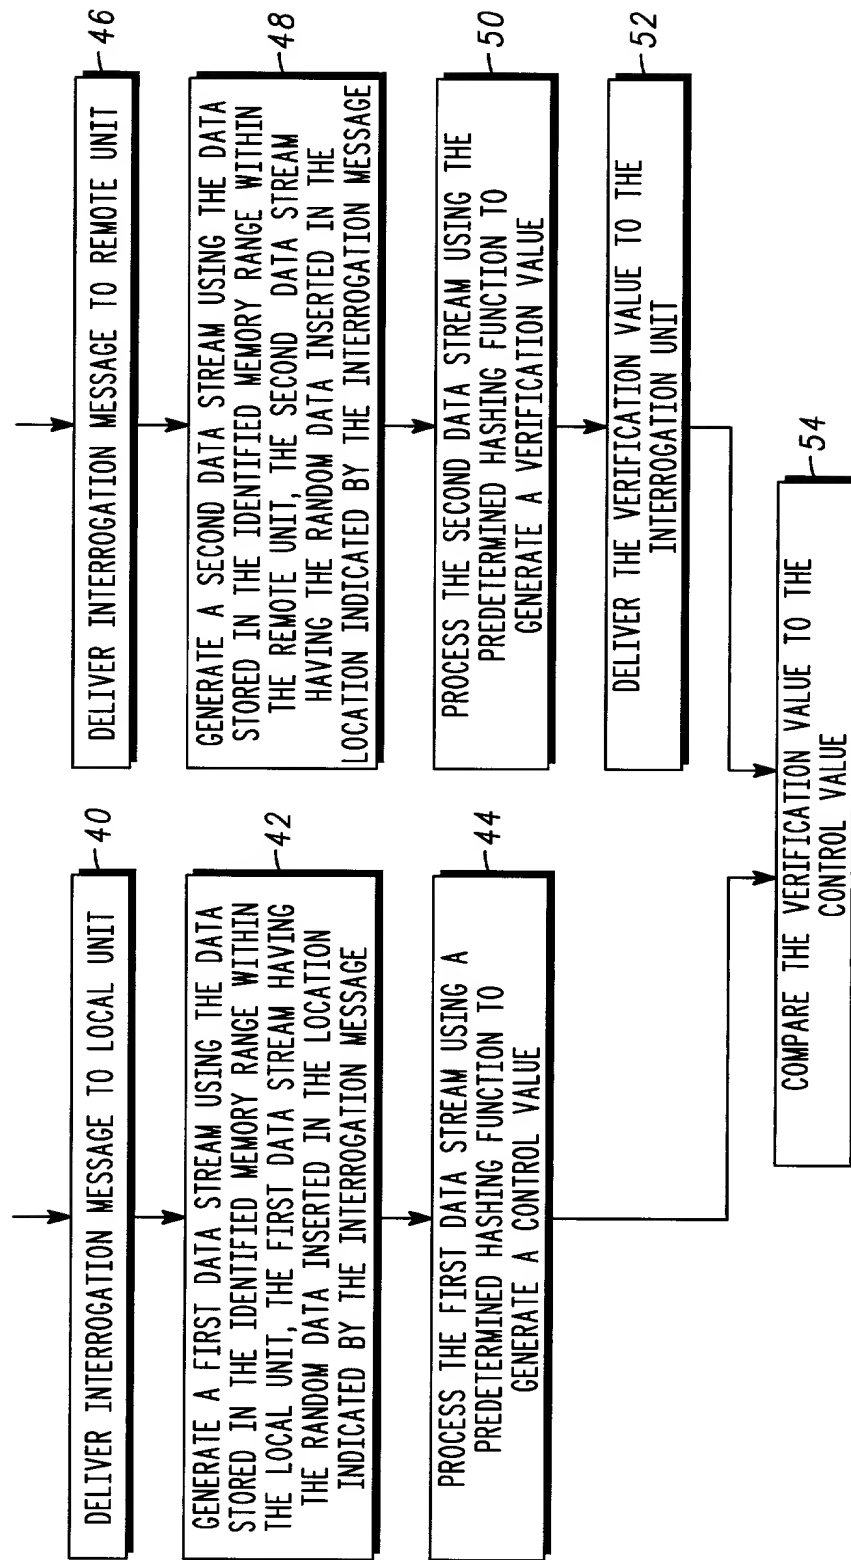 40
DELIVER INTERROGATION MESSAGE TO LOCAL UNIT
42
GENERATE A FIRST DATA STREAM USING THE DATA
STORED IN THE IDENTIFIED MEMORY RANGE WITHIN
THE LOCAL UNIT, THE FIRST DATA STREAM HAVING
THE RANDOM DATA INSERTED IN THE LOCATION
INDICATED BY THE INTERROGATION MESSAGE
44
PROCESS THE FIRST DATA STREAM USING A
PREDETERMINED HASHING FUNCTION TO
GENERATE A CONTROL VALUE
46
DELIVER INTERROGATION MESSAGE TO REMOTE UNIT
48
GENERATE A SECOND DATA STREAM USING THE DATA
STORED IN THE IDENTIFIED MEMORY RANGE WITHIN
THE REMOTE UNIT, THE SECOND DATA STREAM
HAVING THE RANDOM DATA INSERTED IN THE
LOCATION INDICATED BY THE INTERROGATION MESSAGE
50
PROCESS THE SECOND DATA STREAM USING THE
PREDETERMINED HASHING FUNCTION TO
GENERATE A VERIFICATION VALUE
52
DELIVER THE VERIFICATION VALUE TO THE
INTERROGATION UNIT
54
COMPARE THE VERIFICATION VALUE TO THE
CONTROL VALUE